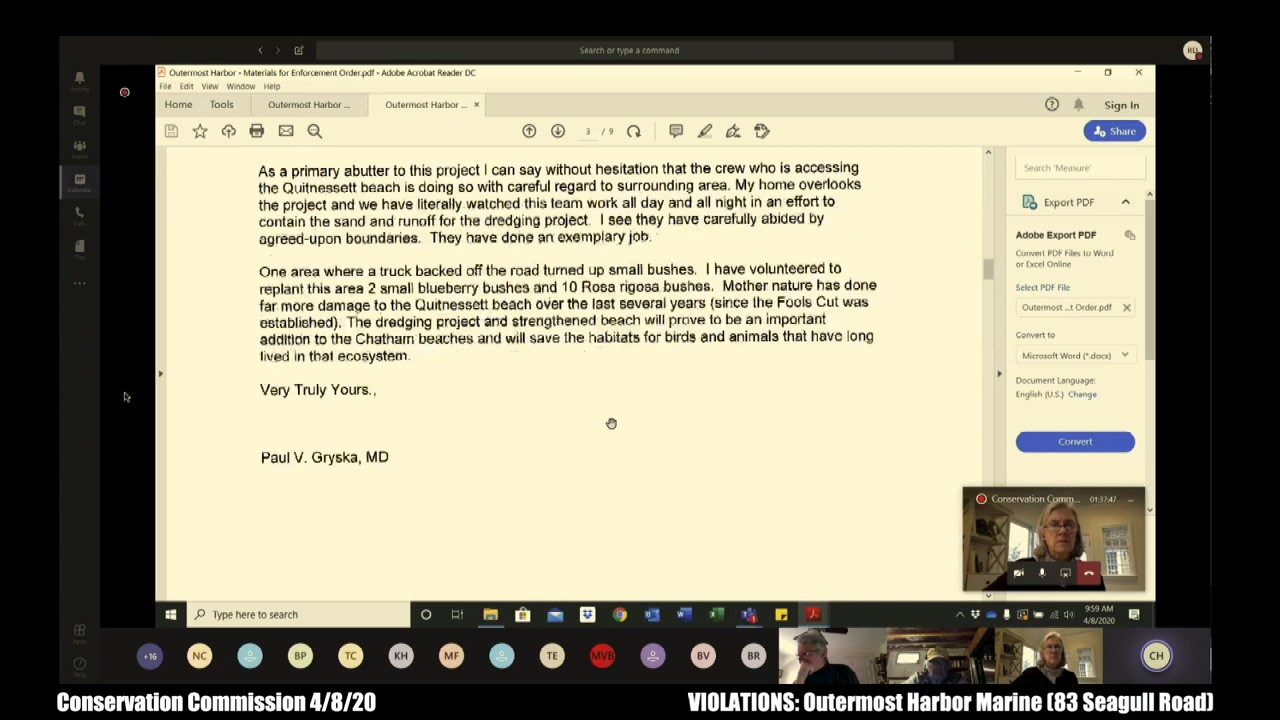 Search or type a command
RD
Outermost Harbor - Materials for Enforcement Order.pdf - Adobe Acrobat Reader DC
File Edit View Window Help
Home Tools Outermost Harbor ... Outermost Harbor ... × Sign In
3 / 9 Share
As a primary abutter to this project I can say without hesitation that the crew who is accessing
the Quitnessett beach is doing so with careful regard to surrounding area. My home overlooks
the project and we have literally watched this team work all day and all night in an effort to
contain the sand and runoff for the dredging project. I see they have carefully abided by
agreed-upon boundaries. They have done an exemplary job.
One area where a truck backed off the road turned up small bushes. I have volunteered to
replant this area 2 small blueberry bushes and 10 Rosa rigosa bushes. Mother nature has done
far more damage to the Quitnessett beach over the last several years (since the Fools Cut was
established). The dredging project and strengthened beach will prove to be an important
addition to the Chatham beaches and will save the habitats for birds and animals that have long
lived in that ecosystem.
Very Truly Yours.,
Paul V. Gryska, MD
Search 'Measure'
Export PDF
Adobe Export PDF
Convert PDF Files to Word
or Excel Online
Select PDF File
Outermost ...t Order.pdf
Convert to
Microsoft Word (*.docx)
Document Language:
English (U.S.) Change
Convert
Conservation Comm... 01:37:47
Chat
Calendar
Calls
Files
Apps
Help
Type here to search
9:59 AM
4/8/2020
+16 NC BP TC KH MF TE MVB BV BR CH
Conservation Commission 4/8/20
VIOLATIONS: Outermost Harbor Marine (83 Seagull Road)